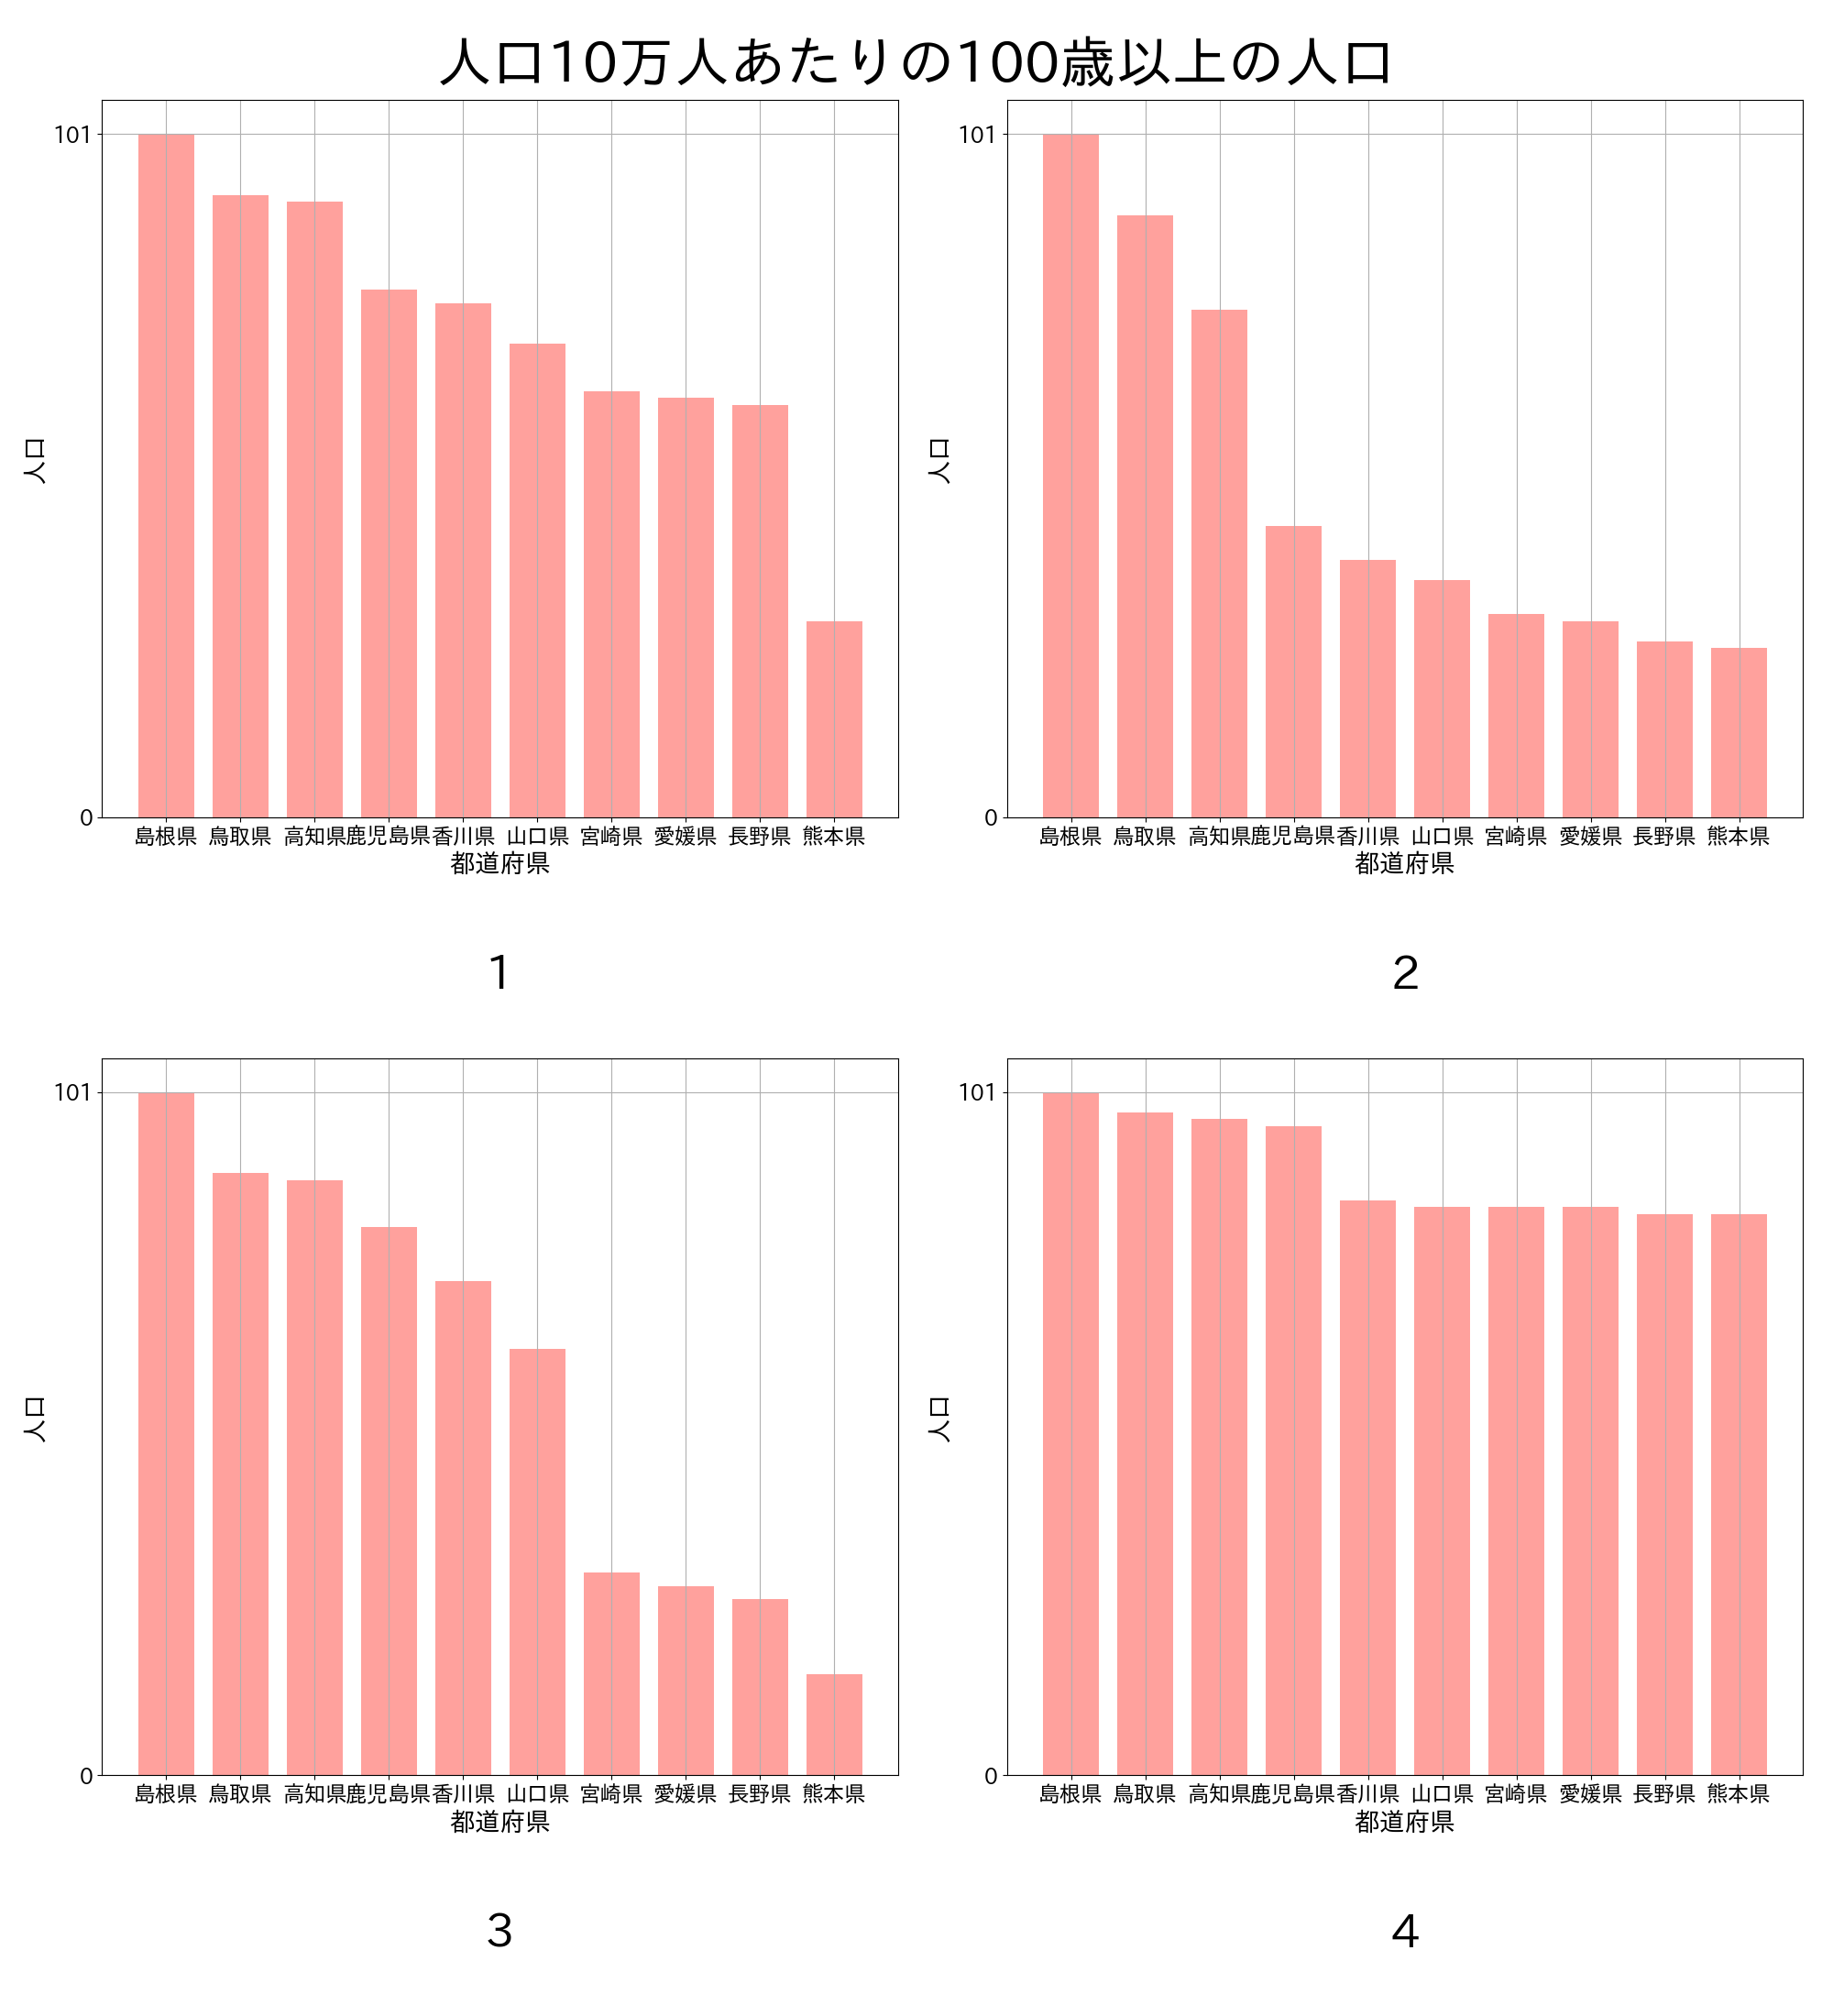 人口10万人あたりの100歳以上の人口
101
0
人口
島根県 鳥取県 高知県 鹿児島県 香川県 山口県 宮崎県 愛媛県 長野県 熊本県
都道府県
1
101
0
人口
島根県 鳥取県 高知県 鹿児島県 香川県 山口県 宮崎県 愛媛県 長野県 熊本県
都道府県
2
101
0
人口
島根県 鳥取県 高知県 鹿児島県 香川県 山口県 宮崎県 愛媛県 長野県 熊本県
都道府県
3
101
0
人口
島根県 鳥取県 高知県 鹿児島県 香川県 山口県 宮崎県 愛媛県 長野県 熊本県
都道府県
4